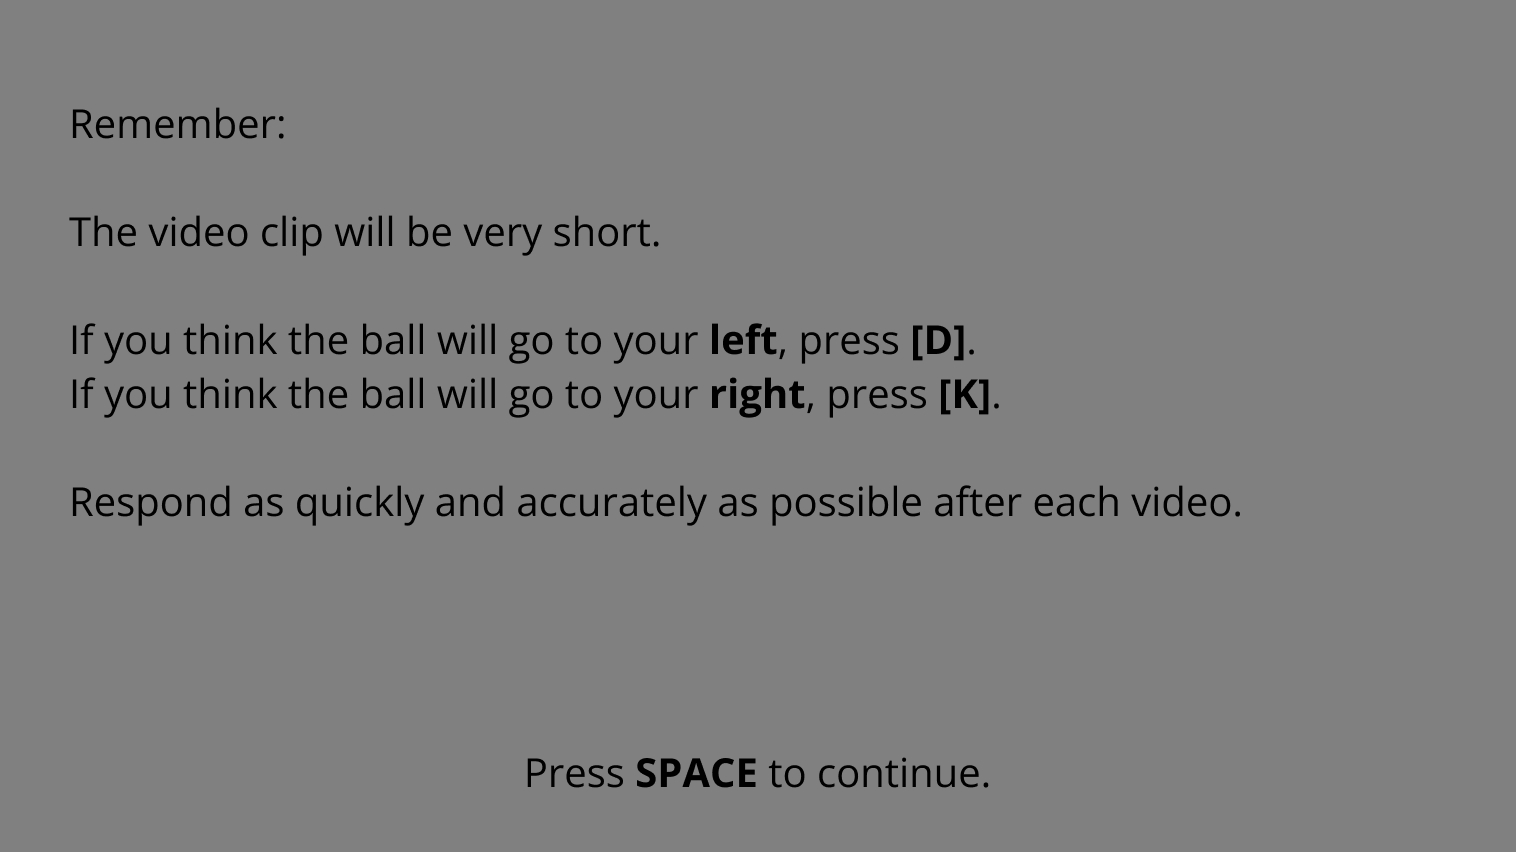 Remember:
The video clip will be very short.
If you think the ball will go to your left, press [D].
If you think the ball will go to your right, press [K].
Respond as quickly and accurately as possible after each video.
Press SPACE to continue.